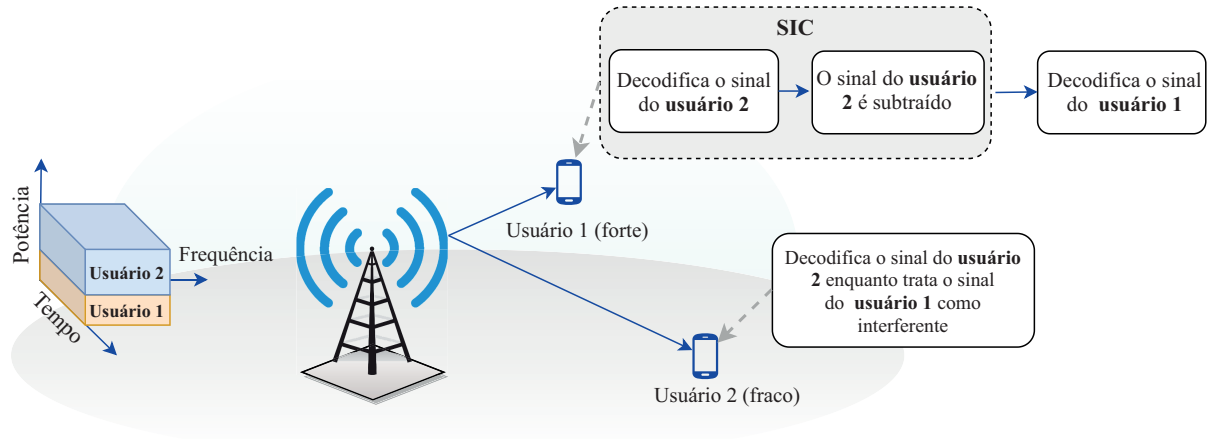 SIC
Decodifica o sinal
do usuário 2
O sinal do usuário
2 é subtraído
Decodifica o sinal
do usuário 1
Usuário 1 (forte)
Potência
Frequência
Tempo
Usuário 2
Usuário 1
Decodifica o sinal do usuário
2 enquanto trata o sinal
do usuário 1 como
interferente
Usuário 2 (fraco)